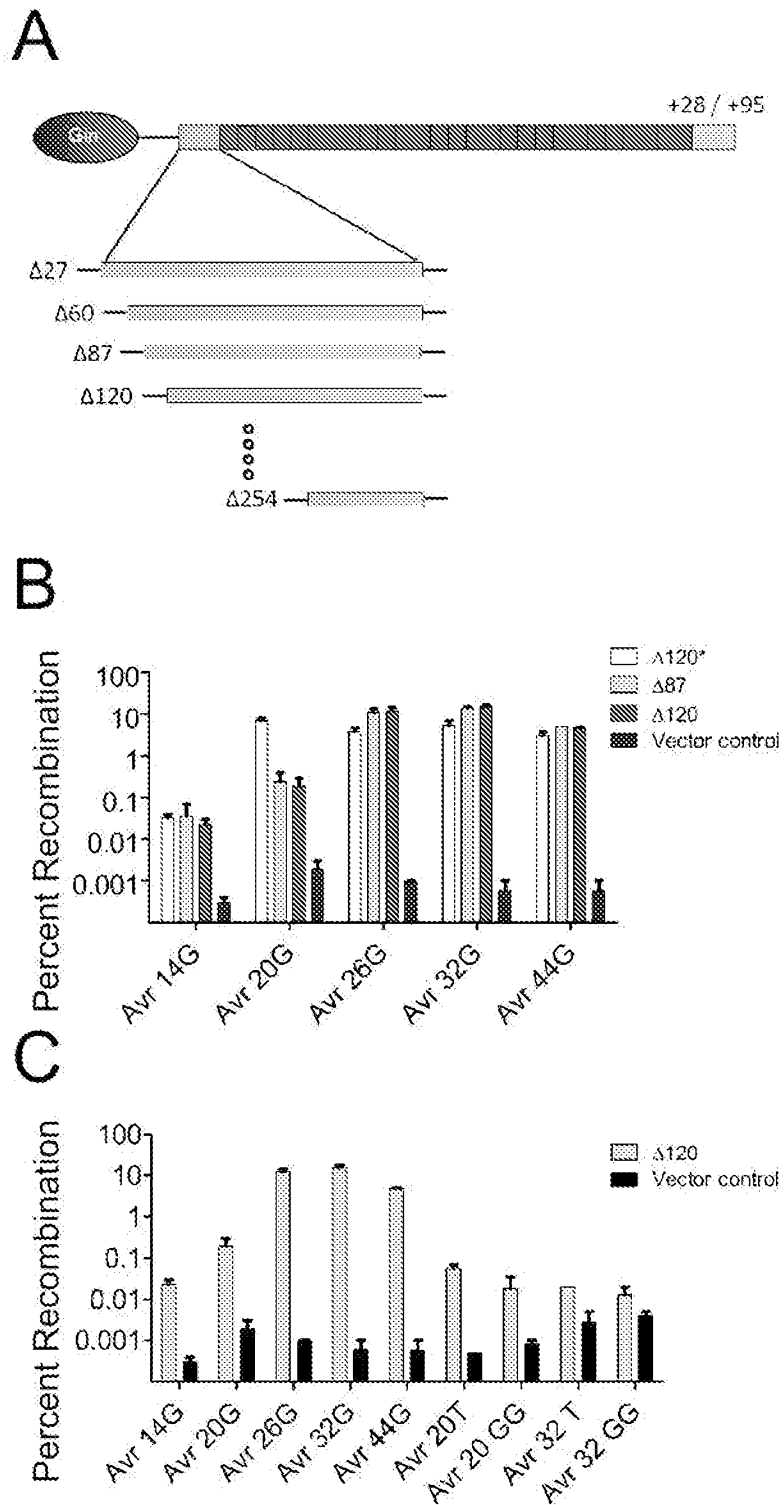 A
Gin
+28 / +95
Δ27
Δ60
Δ87
Δ120
Δ254
B
Percent Recombination
100
10
1
0.1
0.01
0.001
Δ120*
Δ87
Δ120
Vector control
Avr 14G
Avr 20G
Avr 26G
Avr 32G
Avr 44G
C
Percent Recombination
100
10
1
0.1
0.01
0.001
Δ120
Vector control
Avr 14G
Avr 20G
Avr 26G
Avr 32G
Avr 44G
Avr 20T
Avr 20 GG
Avr 32 T
Avr 32 GG